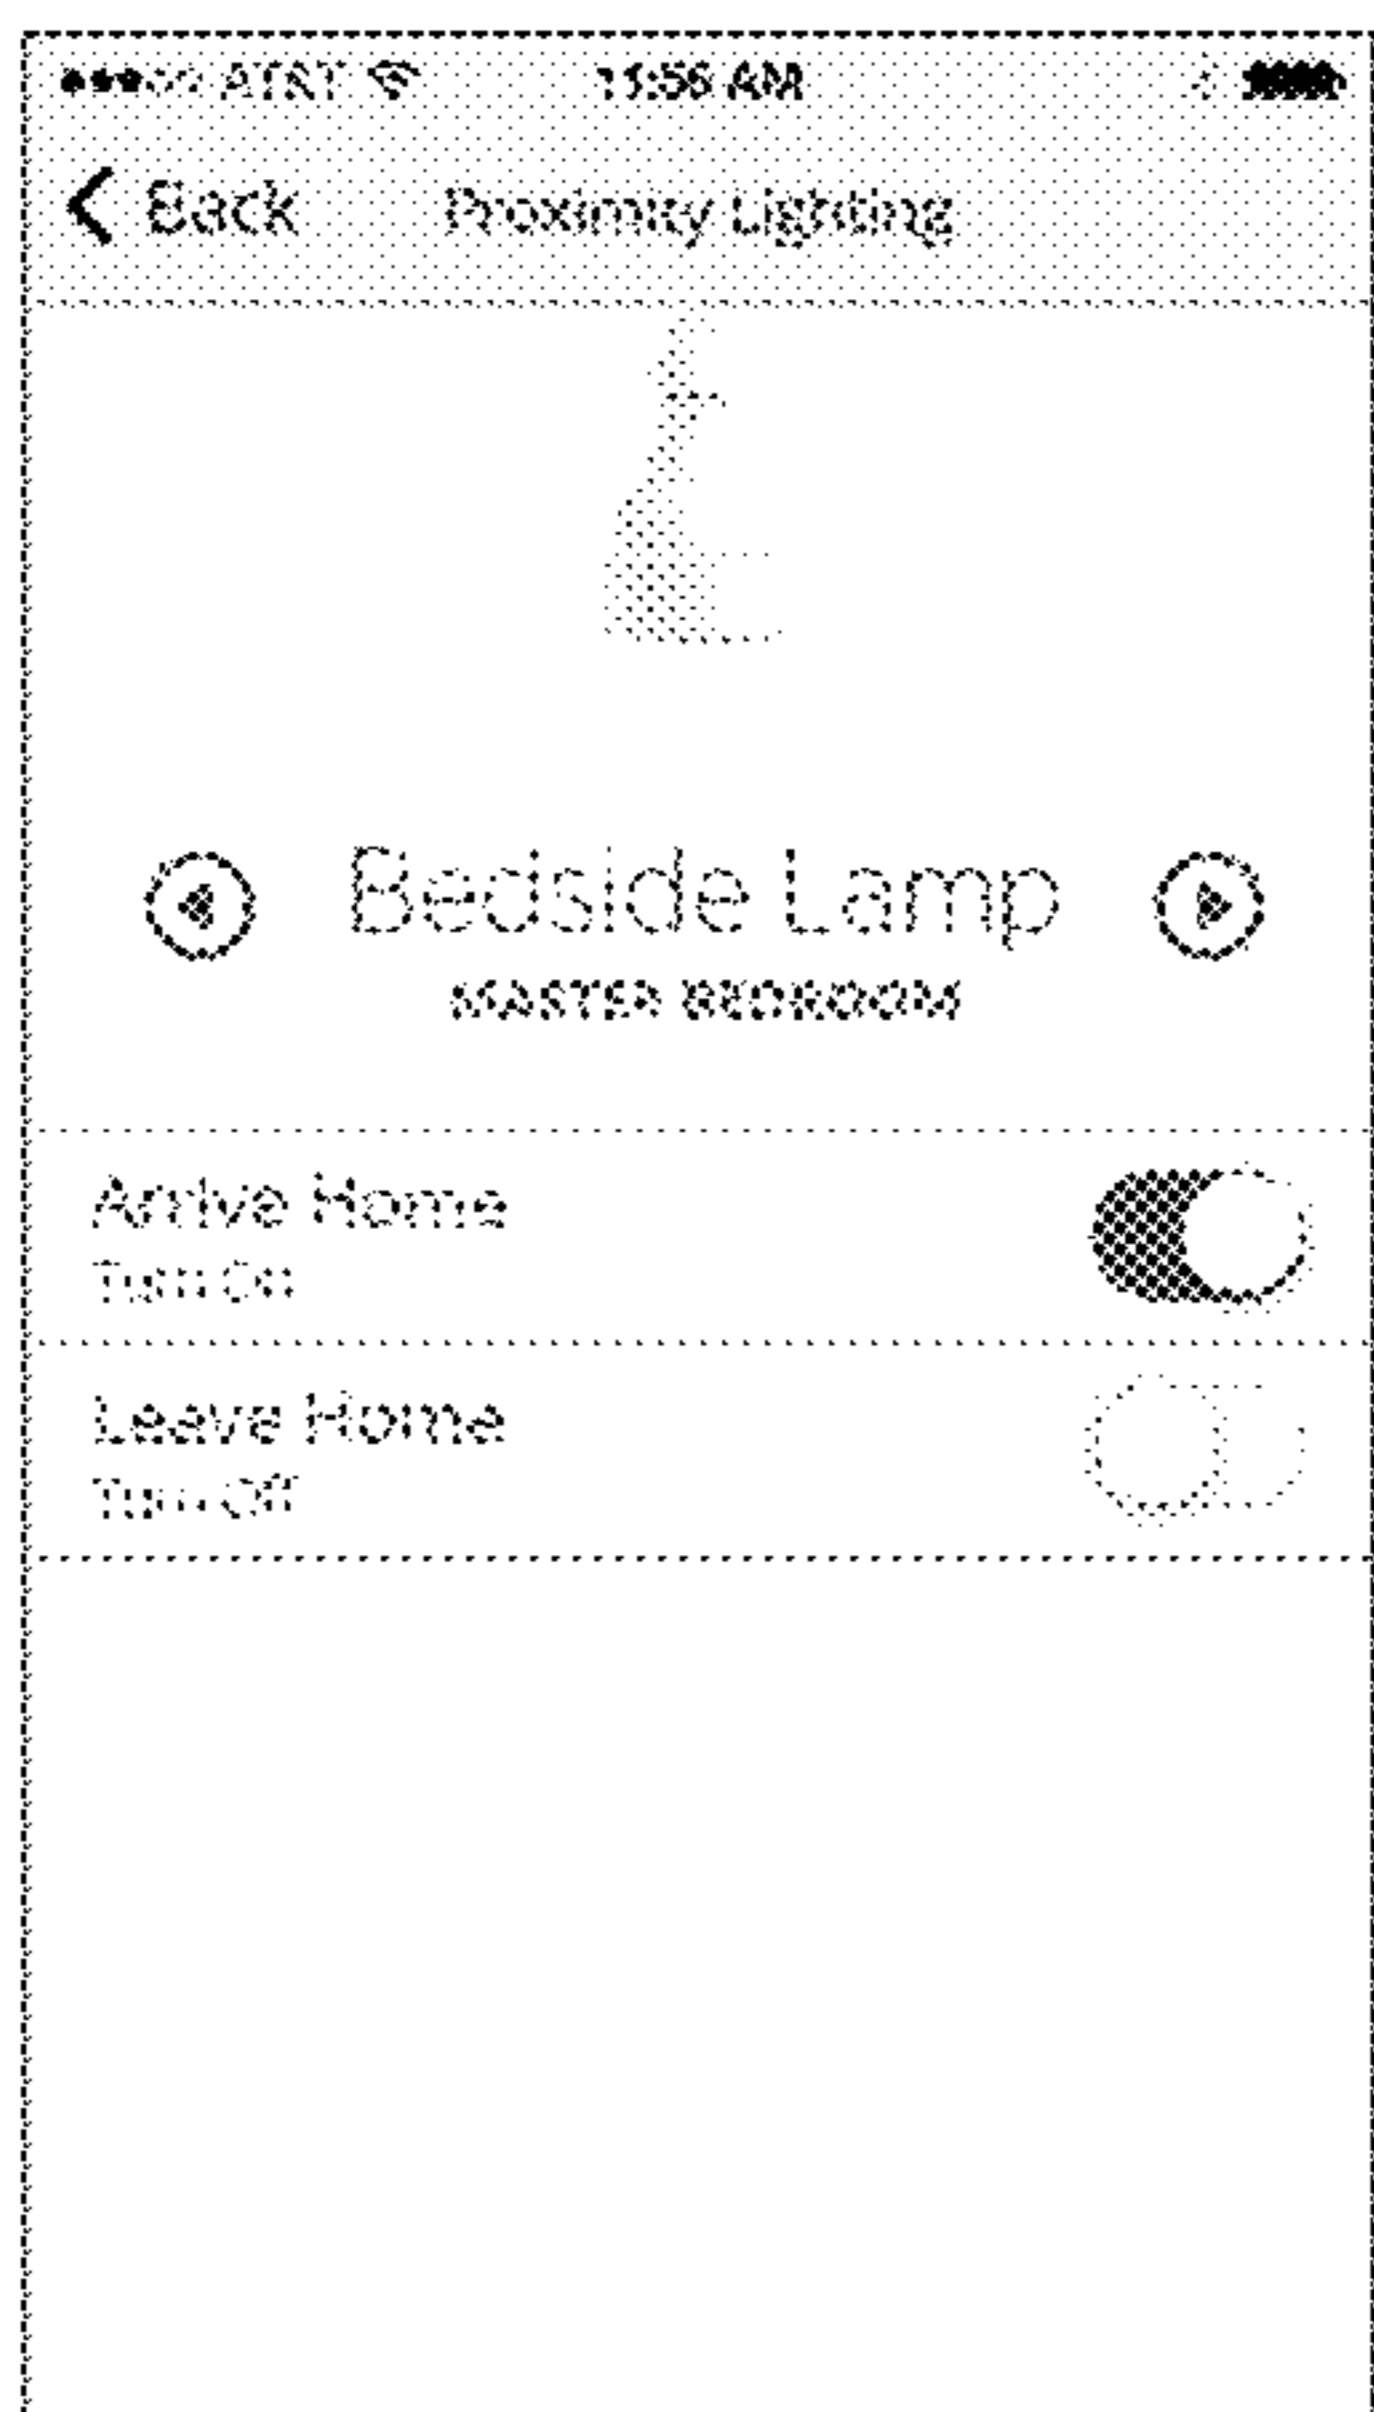 AT&T 11:56 AM
Back Proximity Lighting
Bedside Lamp
MASTER BEDROOM
Arrive Home
Turn On
Leave Home
Turn Off